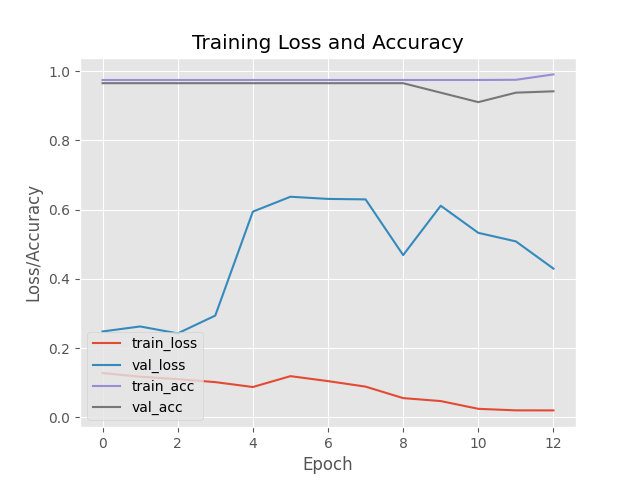 Training Loss and Accuracy
1.0
0.8
0.6
0.4
0.2
0.0
Loss/Accuracy
train_loss
val_loss
train_acc
val_acc
0 2 4 6 8 10 12
Epoch